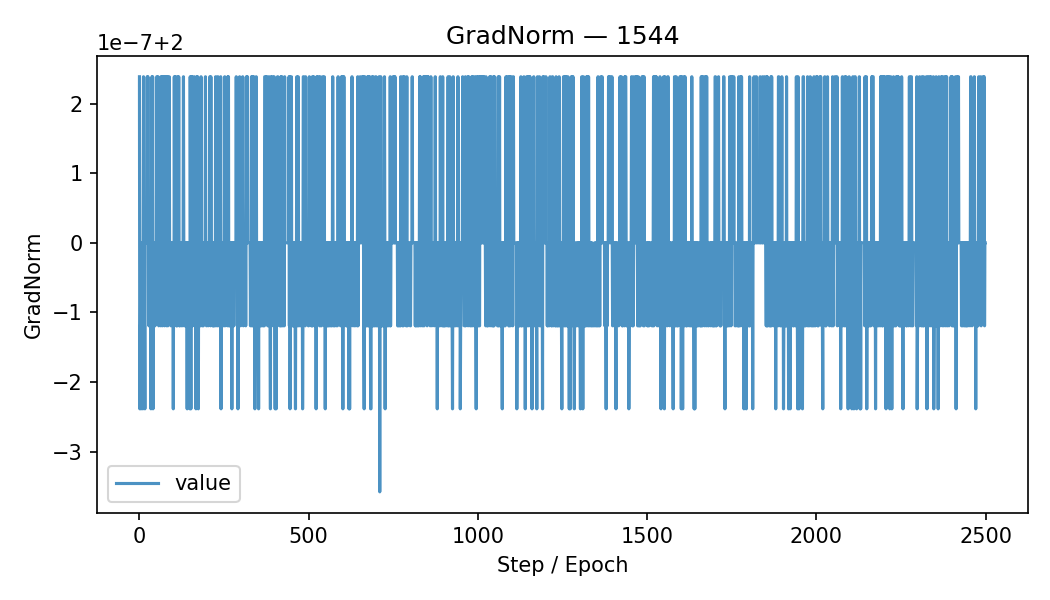 GradNorm — 1544
1e−7+2
2
1
0
−1
−2
−3
GradNorm
value
0 500 1000 1500 2000 2500
Step / Epoch